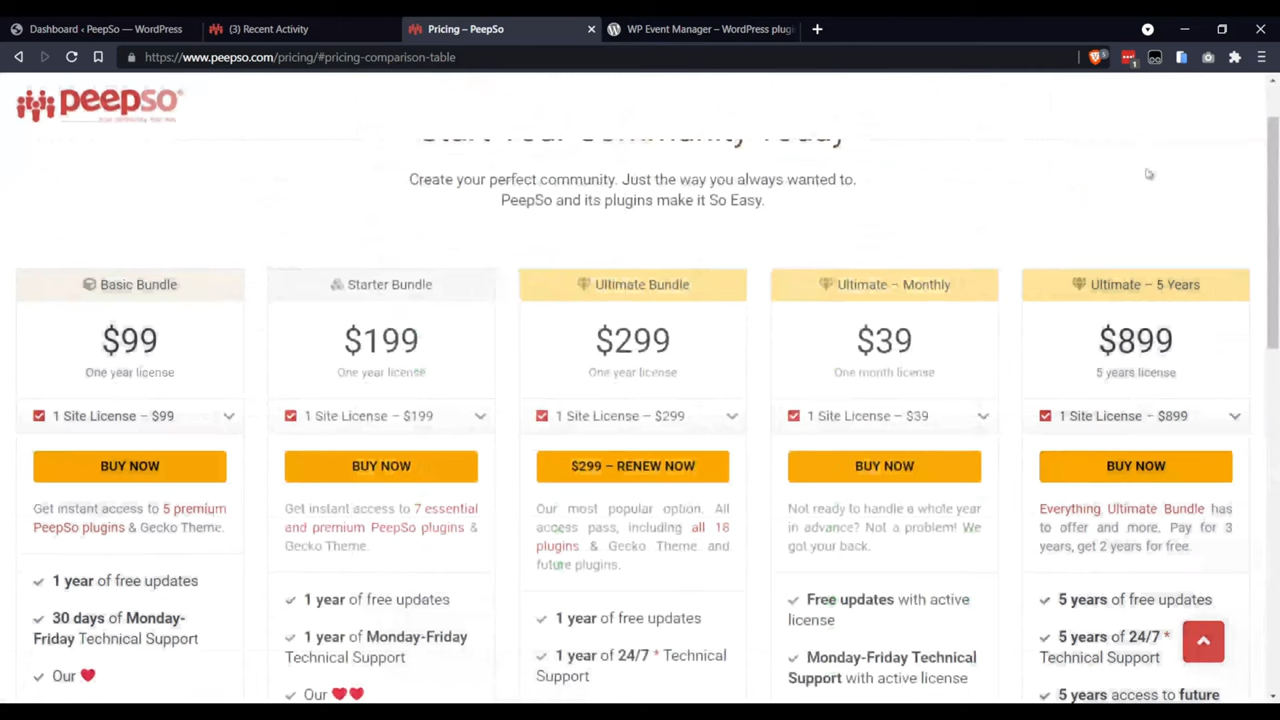 Dashboard ‹ PeepSo — WordPress
(3) Recent Activity
Pricing – PeepSo
WP Event Manager – WordPress plug
https://www.peepso.com/pricing/#pricing-comparison-table
peepso
Start Your Community Today
Create your perfect community. Just the way you always wanted to.
PeepSo and its plugins make it So Easy.
Basic Bundle
$99
One year license
1 Site License – $99
BUY NOW
Get instant access to 5 premium
PeepSo plugins & Gecko Theme.
1 year of free updates
30 days of Monday-
Friday Technical Support
Our
Starter Bundle
$199
One year license
1 Site License – $199
BUY NOW
Get instant access to 7 essential
and premium PeepSo plugins &
Gecko Theme.
1 year of free updates
1 year of Monday-Friday
Technical Support
Our
Ultimate Bundle
$299
One year license
1 Site License – $299
$299 – RENEW NOW
Our most popular option. All
access pass, including all 18
plugins & Gecko Theme and
future plugins.
1 year of free updates
1 year of 24/7 * Technical
Support
Ultimate – Monthly
$39
One month license
1 Site License – $39
BUY NOW
Not ready to handle a whole year
in advance? Not a problem! We
got your back.
Free updates with active
license
Monday-Friday Technical
Support with active license
Ultimate – 5 Years
$899
5 years license
1 Site License – $899
BUY NOW
Everything Ultimate Bundle has
to offer and more. Pay for 3
years, get 2 years for free.
5 years of free updates
5 years of 24/7 *
Technical Support
5 years access to future